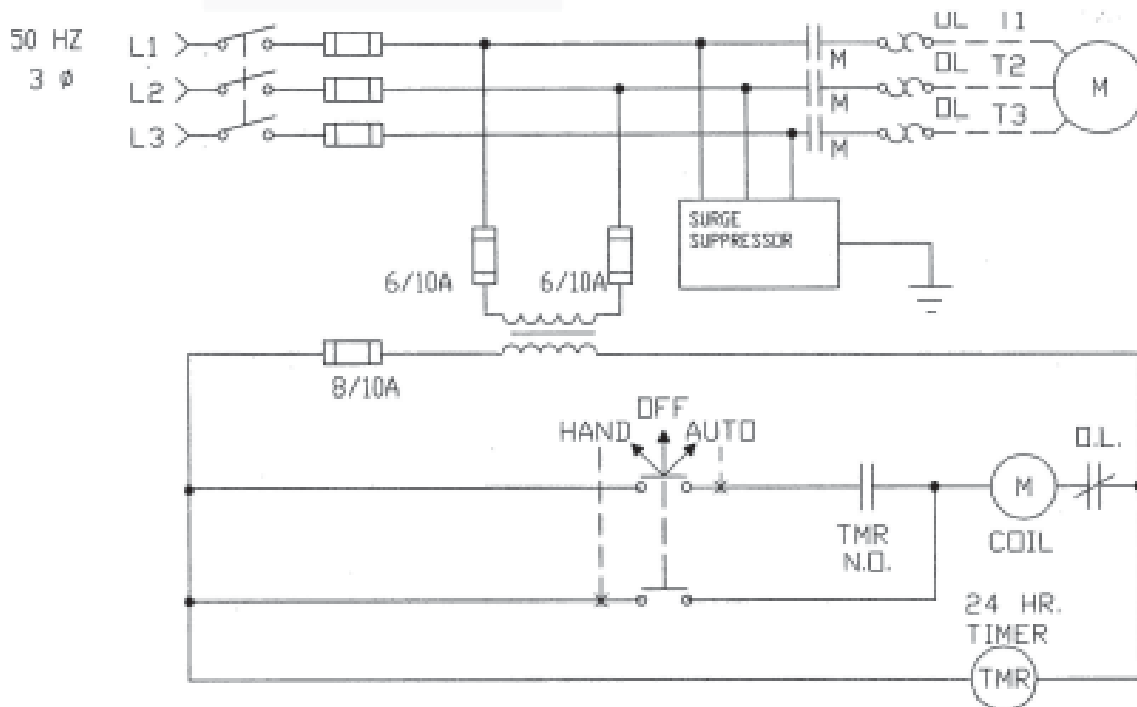 50 HZ
3 Ø
L1
L2
L3
OL T1
OL T2
OL T3
M
M
M
M
SURGE
SUPPRESSOR
6/10A
6/10A
8/10A
OFF
HAND
AUTO
O.L.
M
TMR
N.O.
COIL
24 HR.
TIMER
TMR